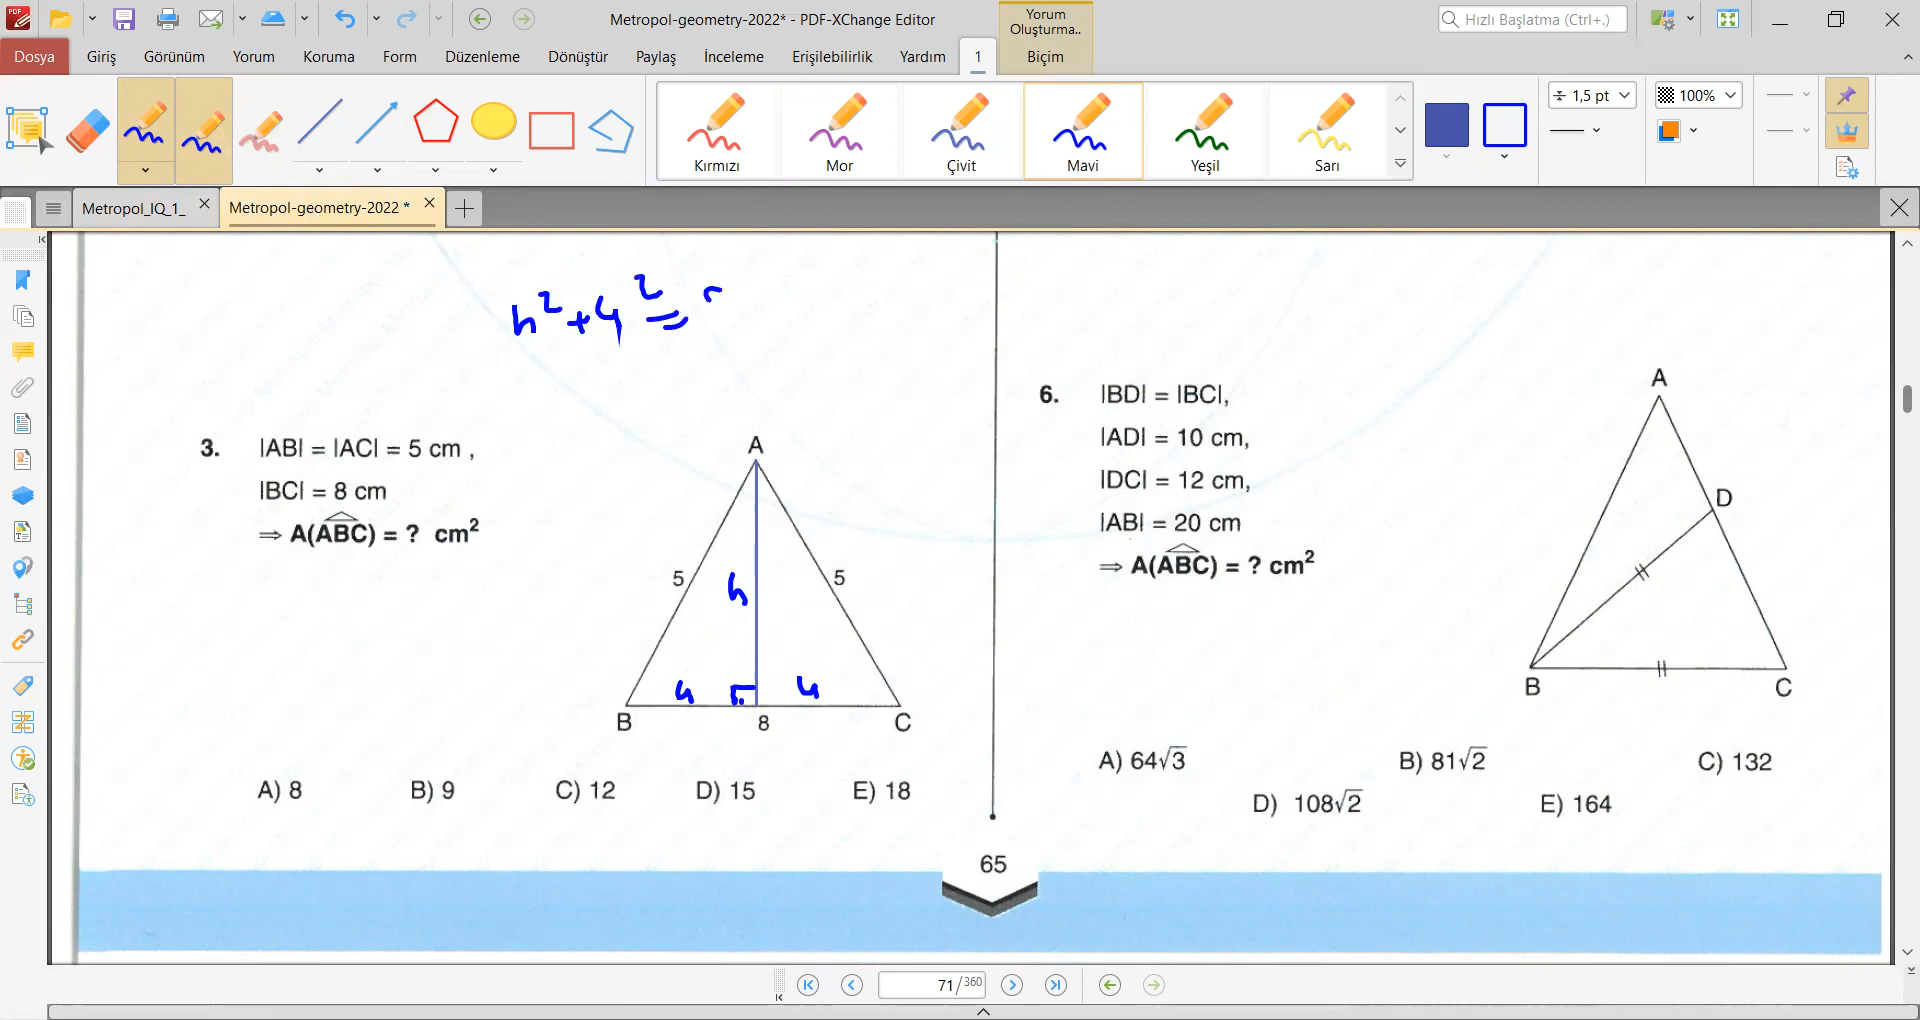 Metropol-geometry-2022* - PDF-XChange Editor
Yorum
Oluşturma..
Hızlı Başlatma (Ctrl+.)
Dosya Giriş Görünüm Yorum Koruma Form Düzenleme Dönüştür Paylaş İnceleme Erişilebilirlik Yardım 1 Biçim
Kırmızı Mor Çivit Mavi Yeşil Sarı
1,5 pt
100%
Metropol_IQ_1_
Metropol-geometry-2022 *
h² + 4² = 
3. |AB| = |AC| = 5 cm ,
|BC| = 8 cm
⇒ A(ABC) = ? cm²
A
5
5
h
4
4
B
8
C
A) 8 B) 9 C) 12 D) 15 E) 18
6. |BD| = |BC|,
|AD| = 10 cm,
|DC| = 12 cm,
|AB| = 20 cm
⇒ A(ABC) = ? cm²
A
D
B
C
A) 64√3 B) 81√2 C) 132
D) 108√2 E) 164
65
71 / 360